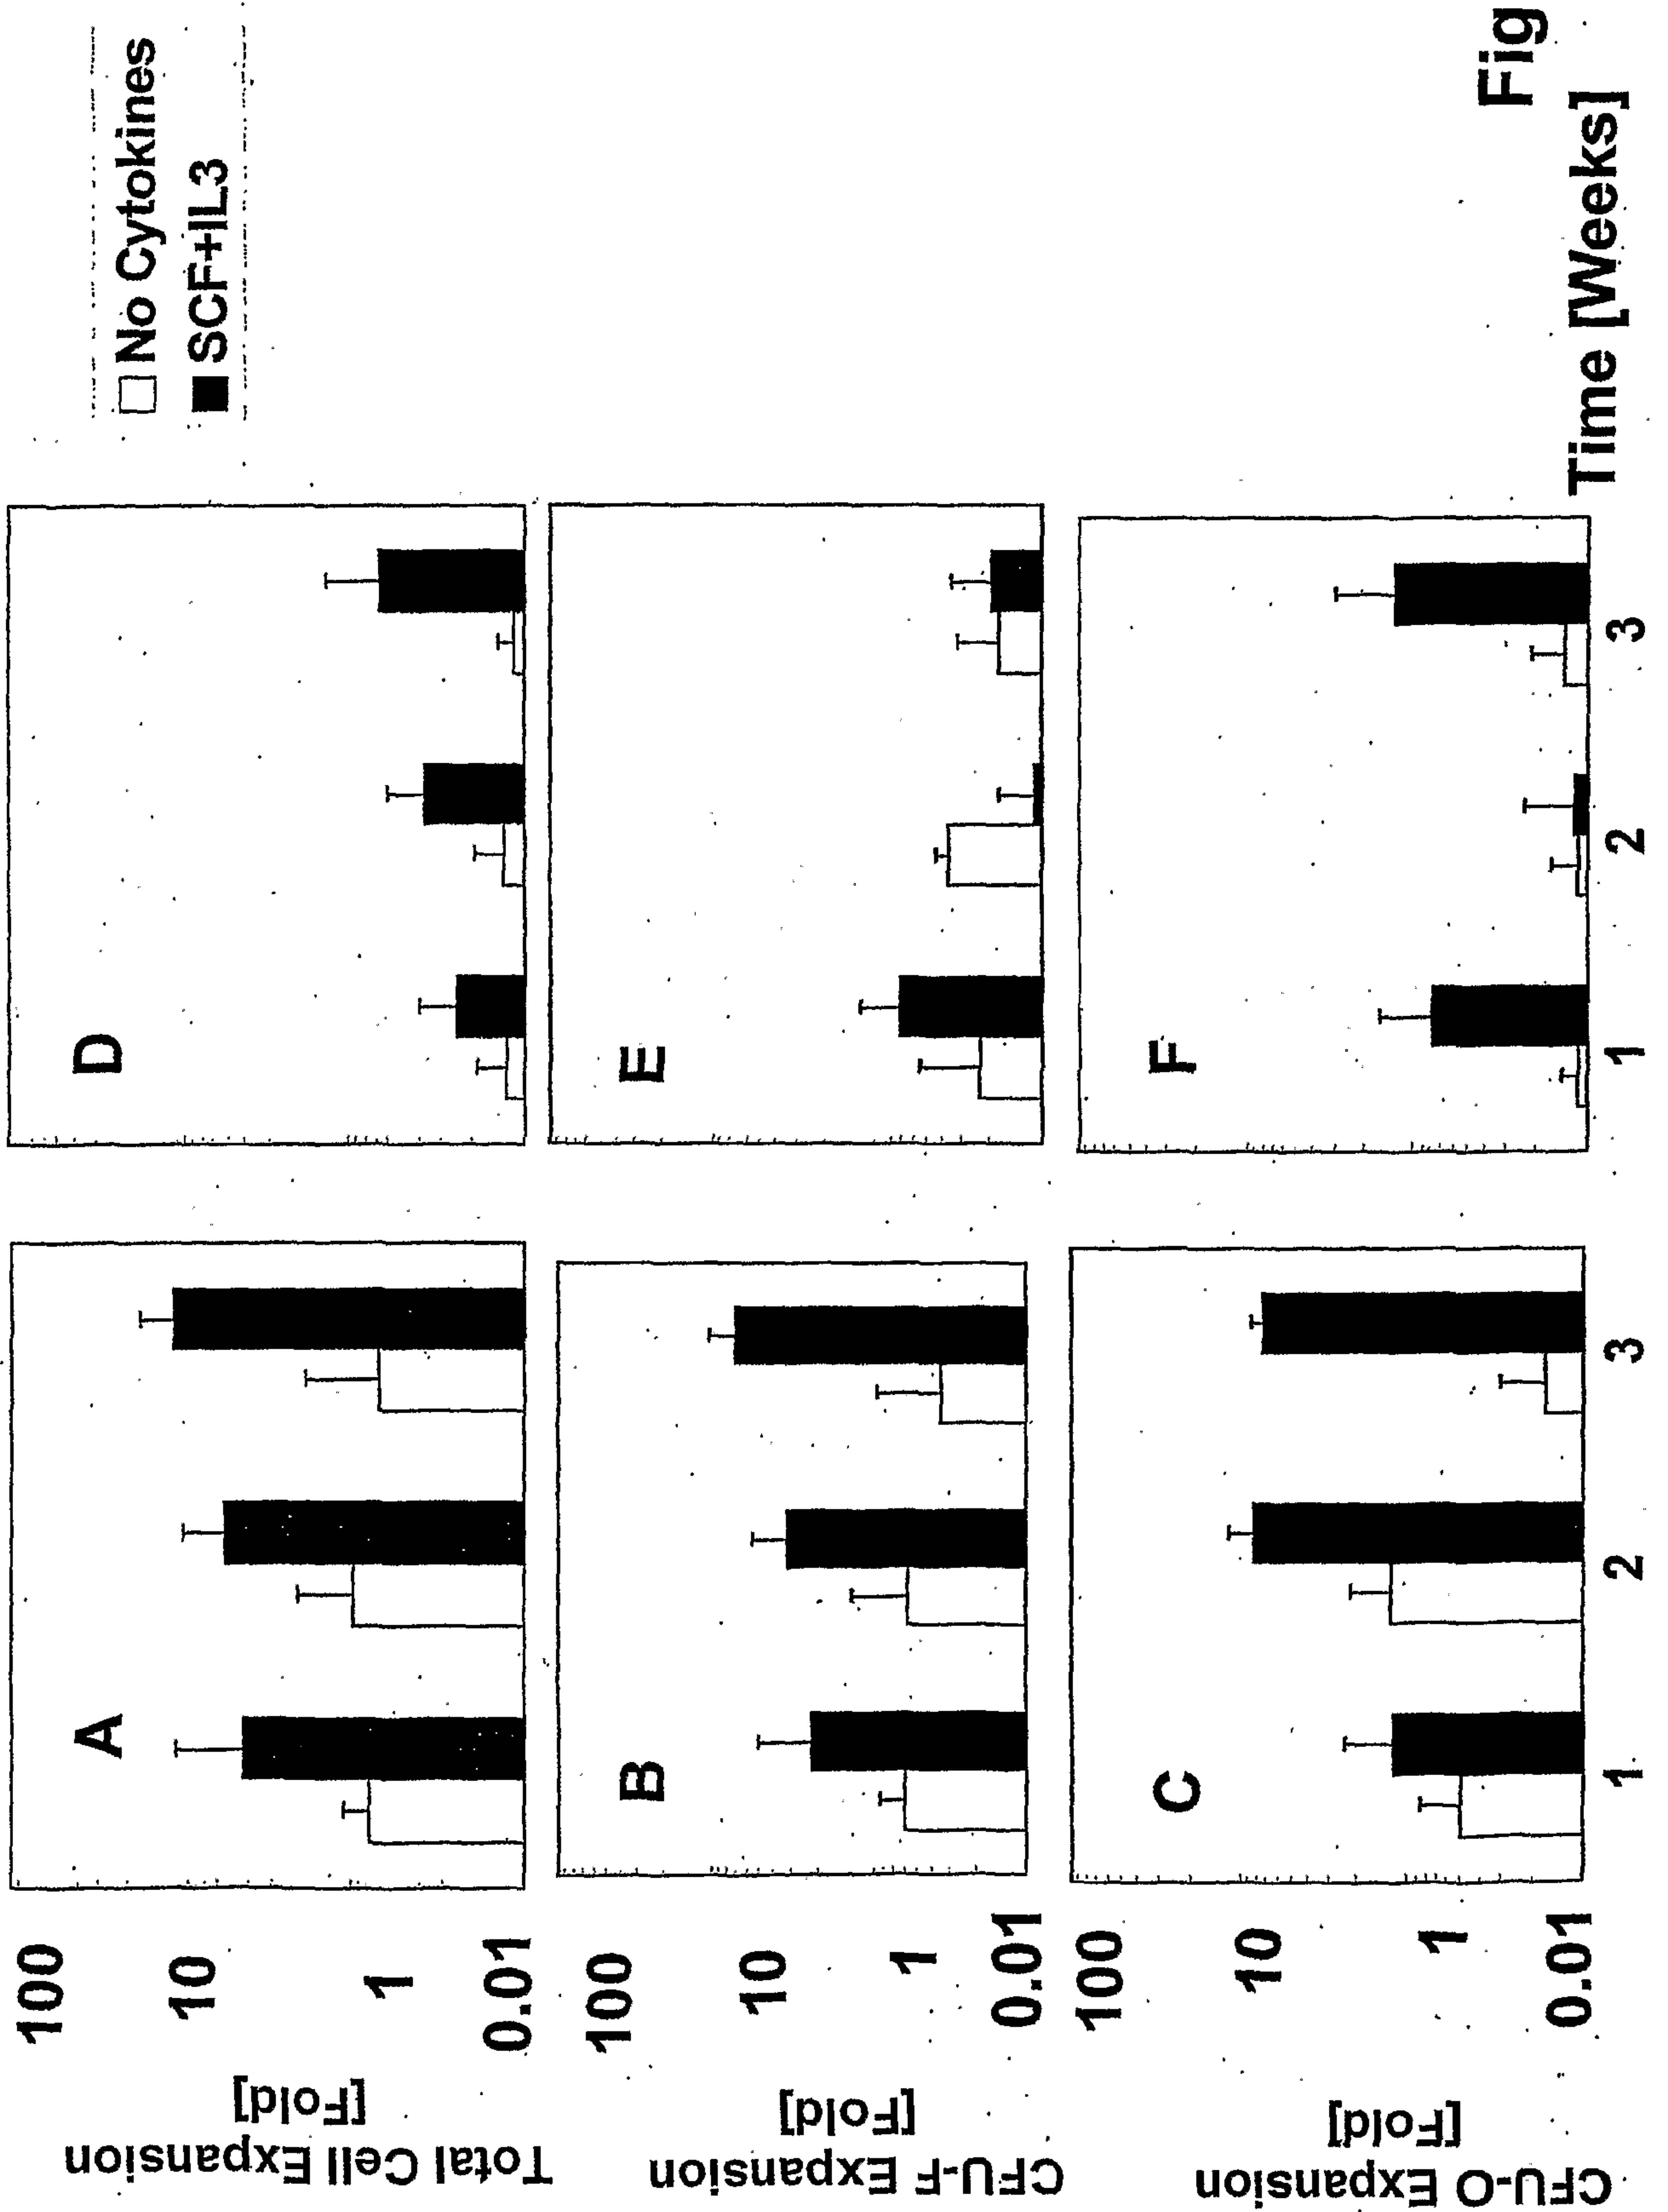 No Cytokines
SCF+IL3
Total Cell Expansion
[Fold]
100
10
1
0.01
A
D
CFU-F Expansion
[Fold]
100
10
1
0.01
B
E
CFU-O Expansion
[Fold]
100
10
1
0.01
C
F
1
2
3
1
2
3
Time [Weeks]
Fig